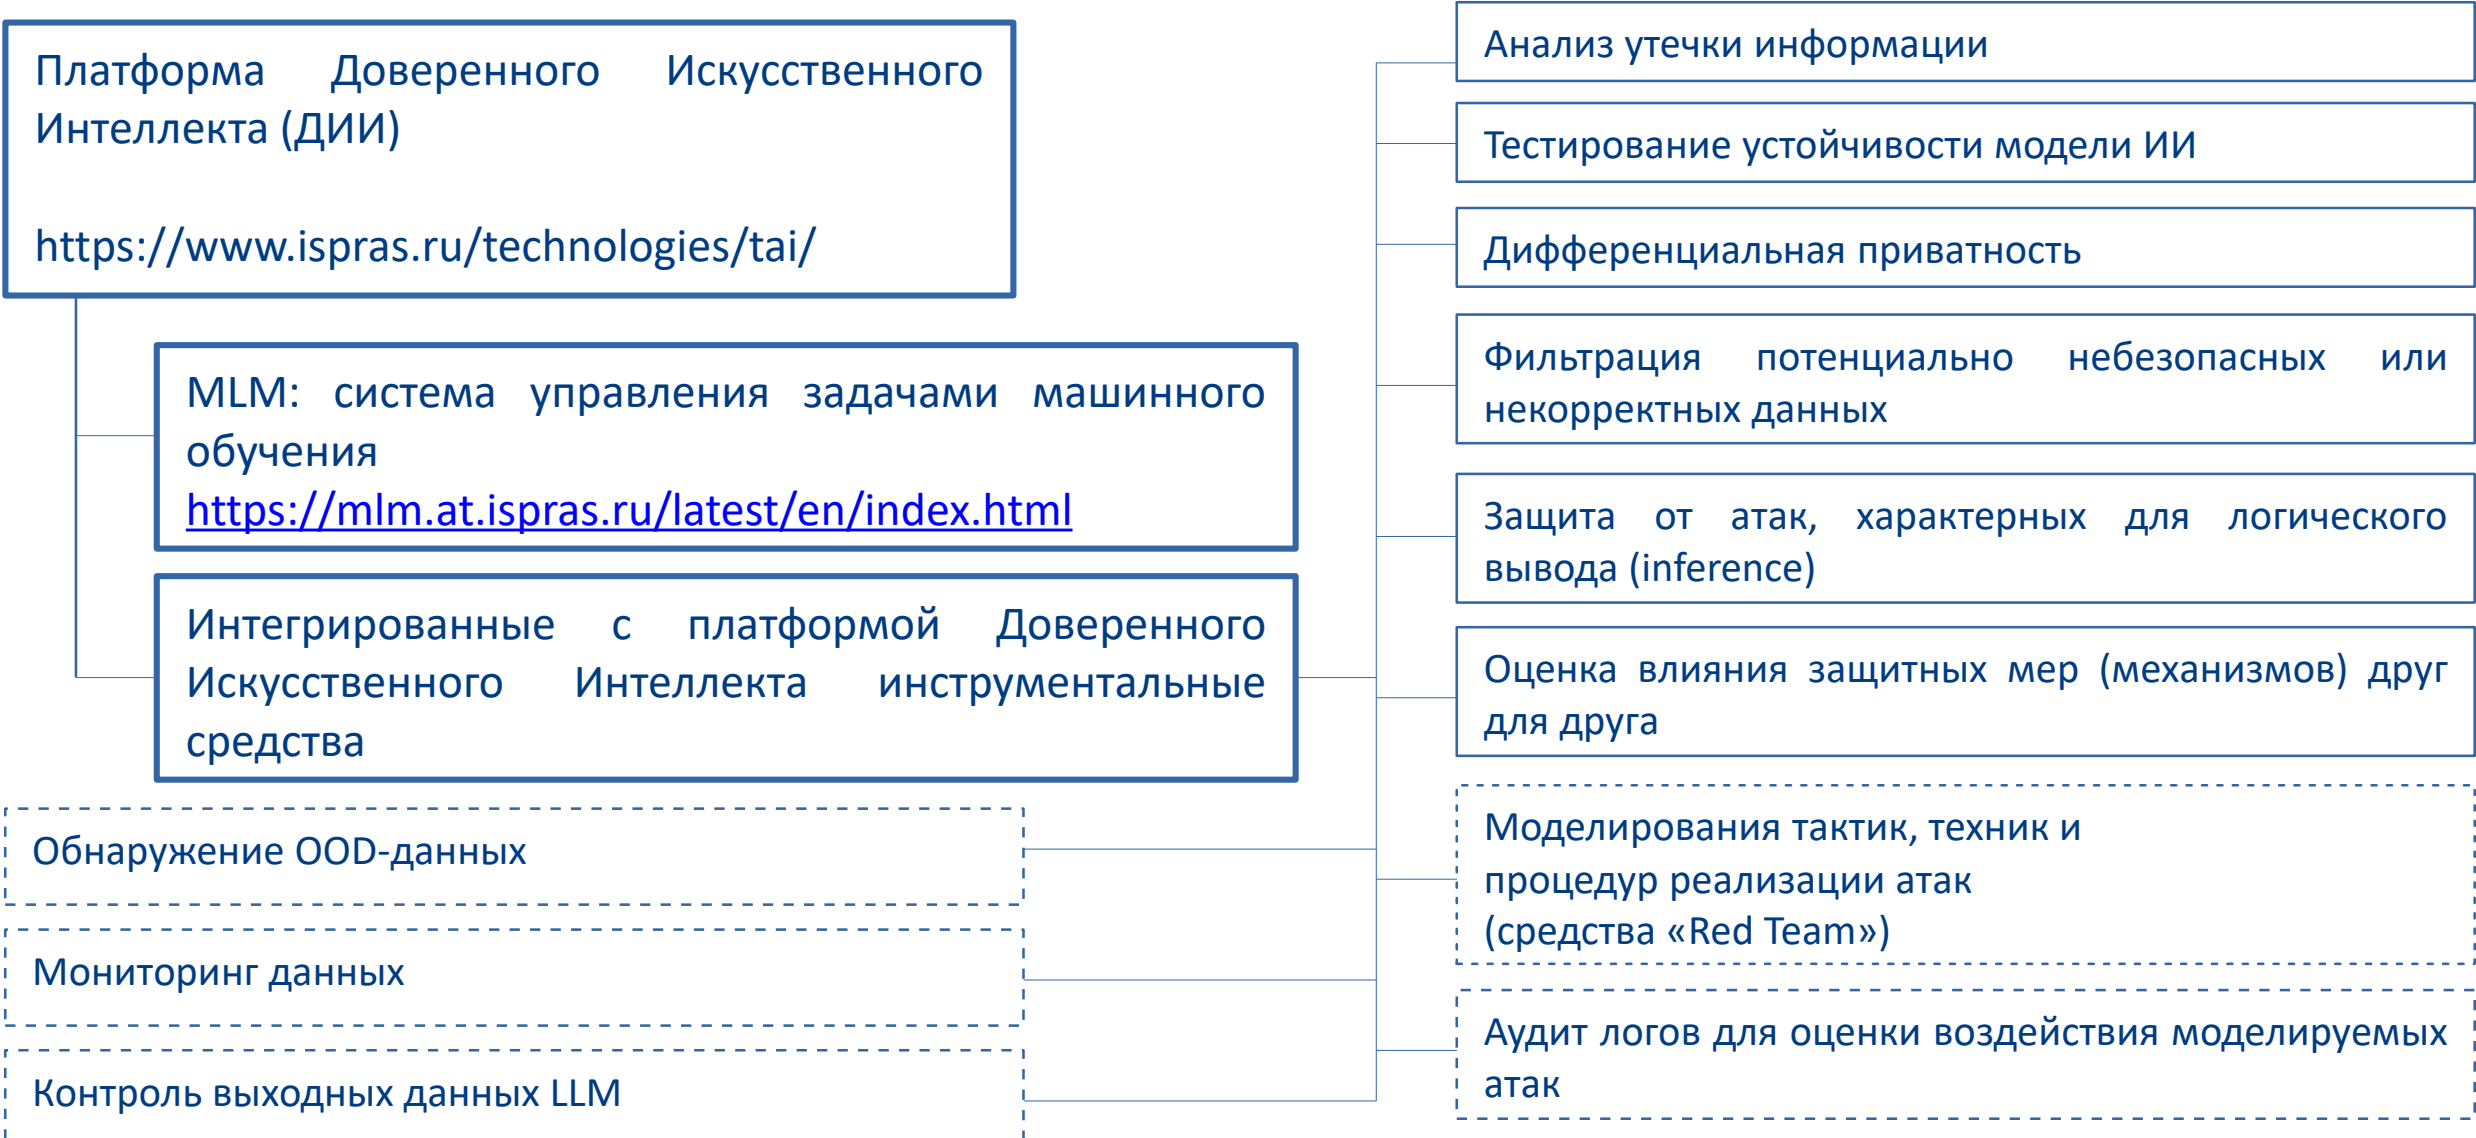 Платформа Доверенного Искусственного
Интеллекта (ДИИ)
https://www.ispras.ru/technologies/tai/
MLM: система управления задачами машинного
обучения
https://mlm.at.ispras.ru/latest/en/index.html
Интегрированные с платформой Доверенного
Искусственного Интеллекта инструментальные
средства
Обнаружение OOD-данных
Мониторинг данных
Контроль выходных данных LLM
Анализ утечки информации
Тестирование устойчивости модели ИИ
Дифференциальная приватность
Фильтрация потенциально небезопасных или
некорректных данных
Защита от атак, характерных для логического
вывода (inference)
Оценка влияния защитных мер (механизмов) друг
для друга
Моделирования тактик, техник и
процедур реализации атак
(средства «Red Team»)
Аудит логов для оценки воздействия моделируемых
атак